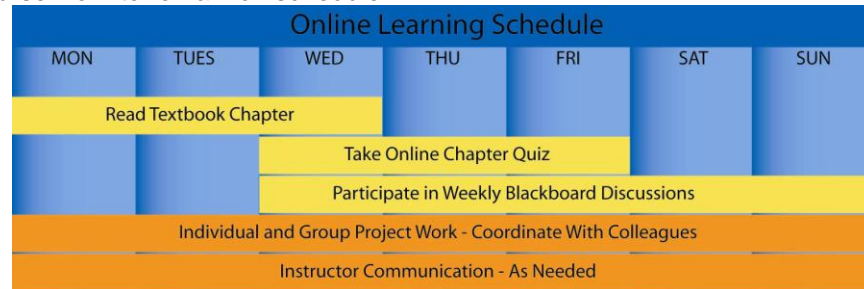 Online Learning Schedule
MON TUES WED THU FRI SAT SUN
Read Textbook Chapter
Take Online Chapter Quiz
Participate in Weekly Blackboard Discussions
Individual and Group Project Work - Coordinate With Colleagues
Instructor Communication - As Needed